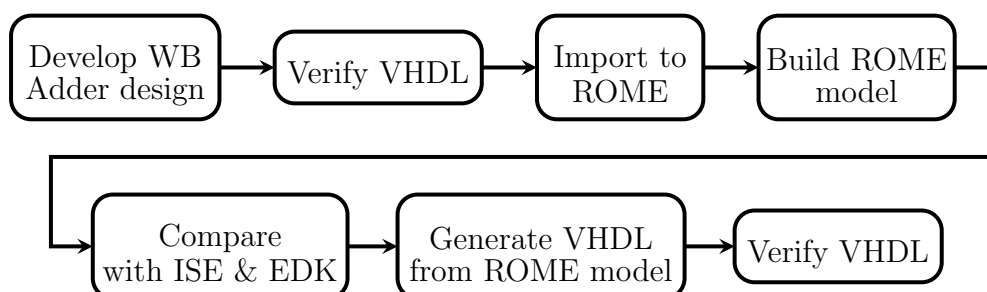 Develop WB
Adder design
Verify VHDL
Import to
ROME
Build ROME
model
Compare
with ISE & EDK
Generate VHDL
from ROME model
Verify VHDL